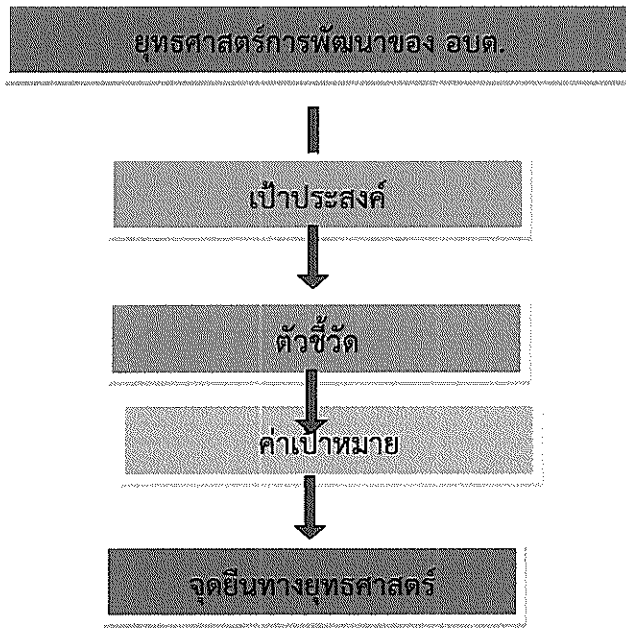 ยุทธศาสตร์การพัฒนาของ อบต.
เป้าประสงค์
ตัวชี้วัด
ค่าเป้าหมาย
จุดยืนทางยุทธศาสตร์